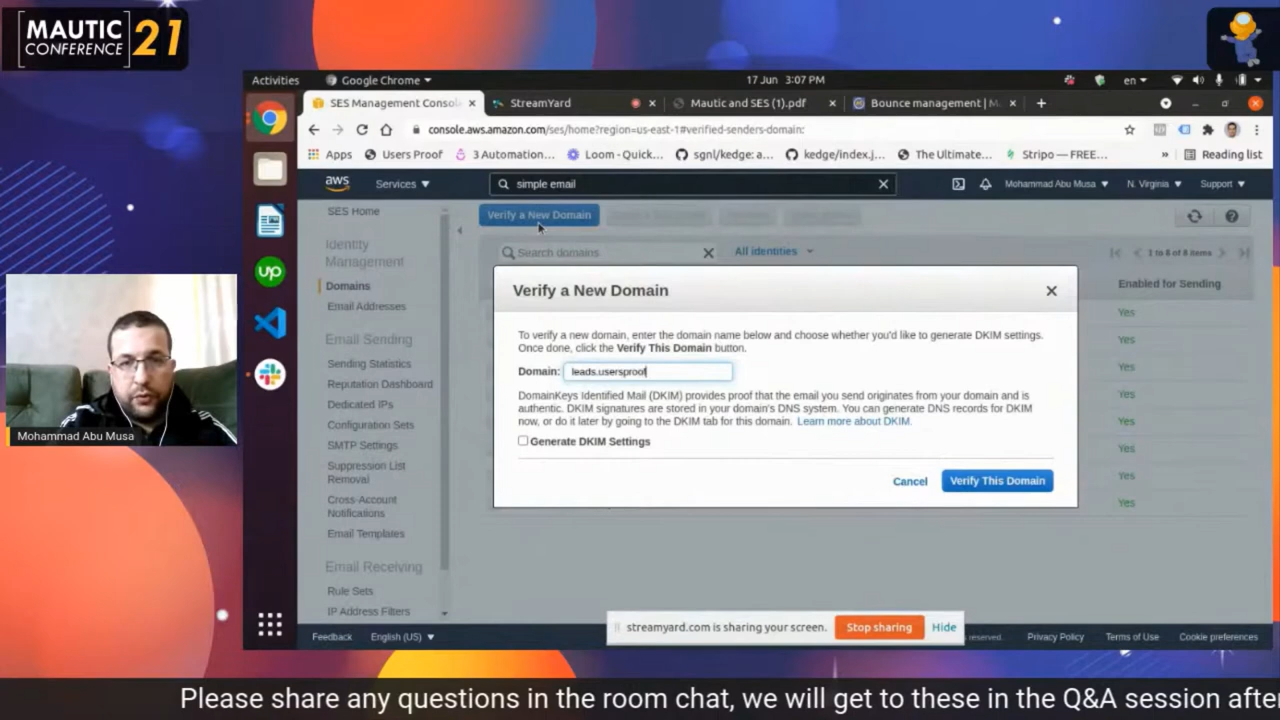 MAUTIC
CONFERENCE
21
Activities
Google Chrome
17 Jun 3:07 PM
en
SES Management Consol
StreamYard
Mautic and SES (1).pdf
Bounce management | M
console.aws.amazon.com/ses/home?region=us-east-1#verified-senders-domain:
Apps
Users Proof
3 Automation...
Loom - Quick...
sgnl/kedge: a...
kedge/index.j...
The Ultimate...
Stripo — FREE...
»
Reading list
aws
Services
simple email
Mohammad Abu Musa
N. Virginia
Support
SES Home
Identity
Management
Domains
Email Addresses
Email Sending
Sending Statistics
Reputation Dashboard
Dedicated IPs
Configuration Sets
SMTP Settings
Suppression List
Removal
Cross-Account
Notifications
Email Templates
Email Receiving
Rule Sets
IP Address Filters
Verify a New Domain
Search domains
All identities
1 to 8 of 8 items
Enabled for Sending
Yes
Yes
Yes
Yes
Yes
Yes
Yes
Yes
Verify a New Domain
To verify a new domain, enter the domain name below and choose whether you'd like to generate DKIM settings.
Once done, click the Verify This Domain button.
Domain: leads.usersproof
DomainKeys Identified Mail (DKIM) provides proof that the email you send originates from your domain and is
authentic. DKIM signatures are stored in your domain's DNS system. You can generate DNS records for DKIM
now, or do it later by going to the DKIM tab for this domain. Learn more about DKIM.
Generate DKIM Settings
Cancel
Verify This Domain
Mohammad Abu Musa
up
streamyard.com is sharing your screen.
Stop sharing
Hide
Feedback
English (US)
reserved.
Privacy Policy
Terms of Use
Cookie preferences
Please share any questions in the room chat, we will get to these in the Q&A session after